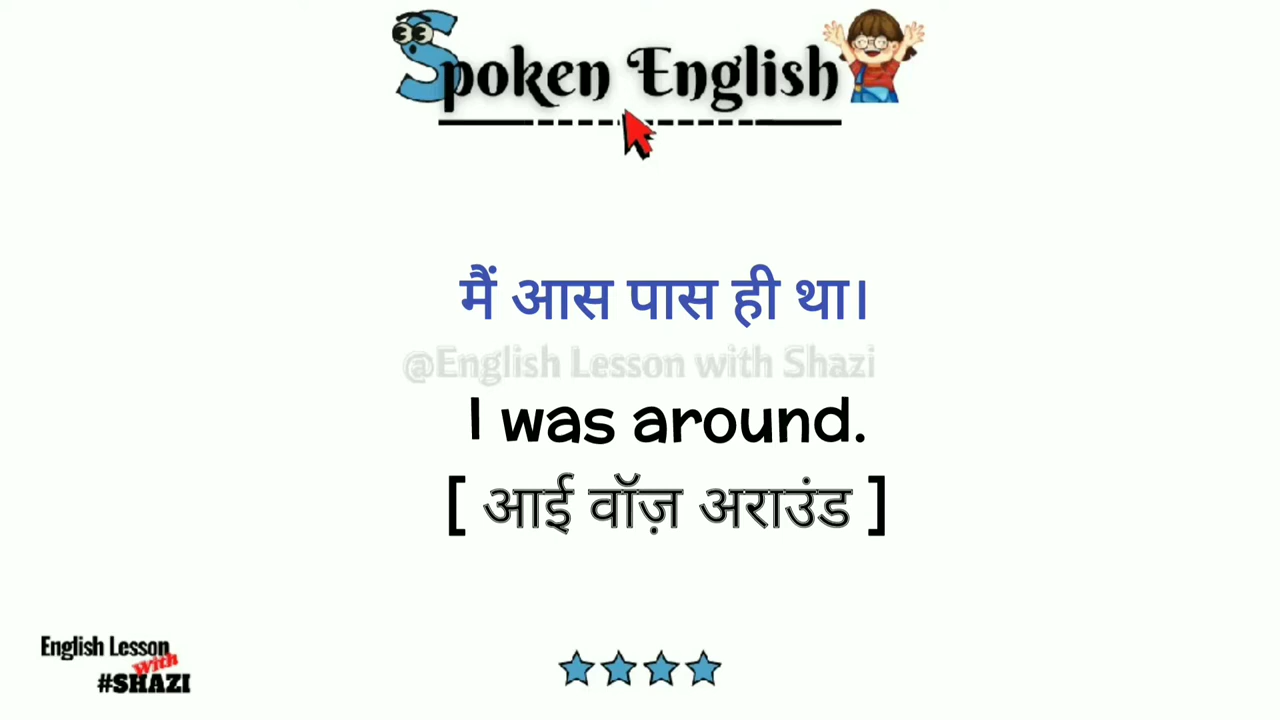 Spoken English
मैं आस पास ही था।
@English Lesson with Shazi
I was around.
[ आई वॉज़ अराउंड ]
English Lesson
with
#SHAZI